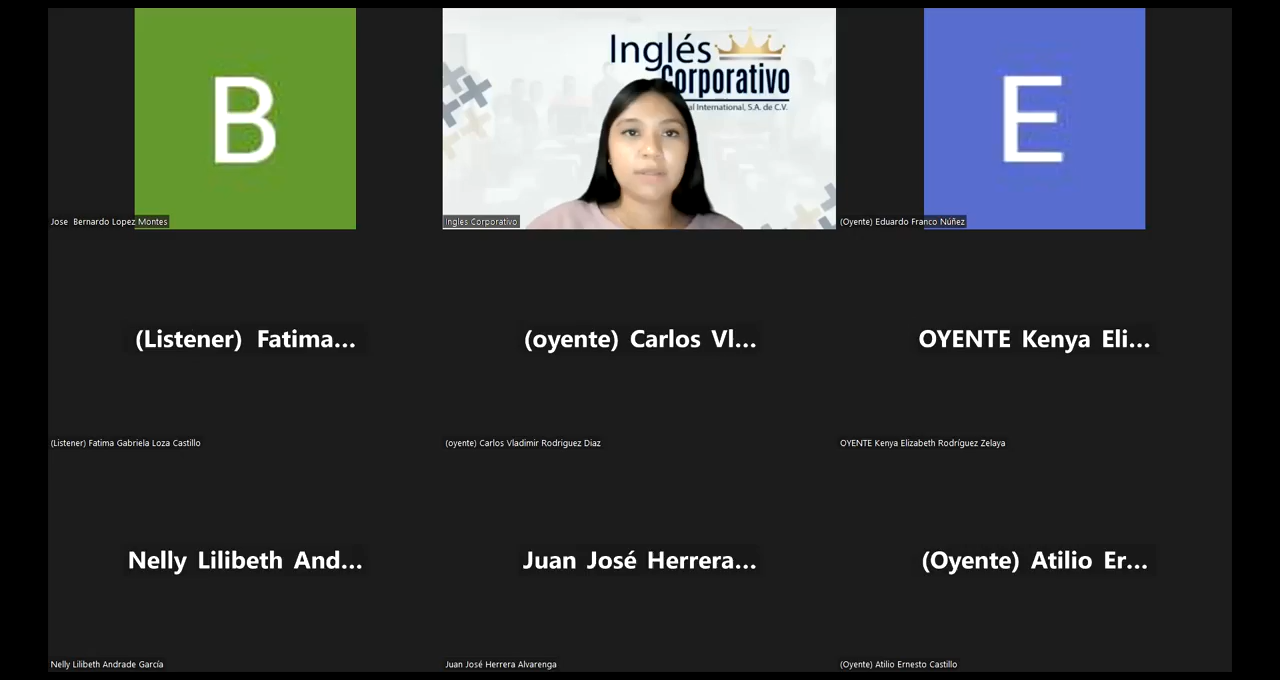 B
Inglés
Corporativo
al International, S.A. de C.V.
E
Jose Bernardo Lopez Montes
Ingles Corporativo
(Oyente) Eduardo Franco Núñez
(Listener) Fatima...
(oyente) Carlos Vl...
OYENTE Kenya Eli...
(Listener) Fatima Gabriela Loza Castillo
(oyente) Carlos Vladimir Rodriguez Diaz
OYENTE Kenya Elizabeth Rodríguez Zelaya
Nelly Lilibeth And...
Juan José Herrera...
(Oyente) Atilio Er...
Nelly Lilibeth Andrade García
Juan José Herrera Alvarenga
(Oyente) Atilio Ernesto Castillo